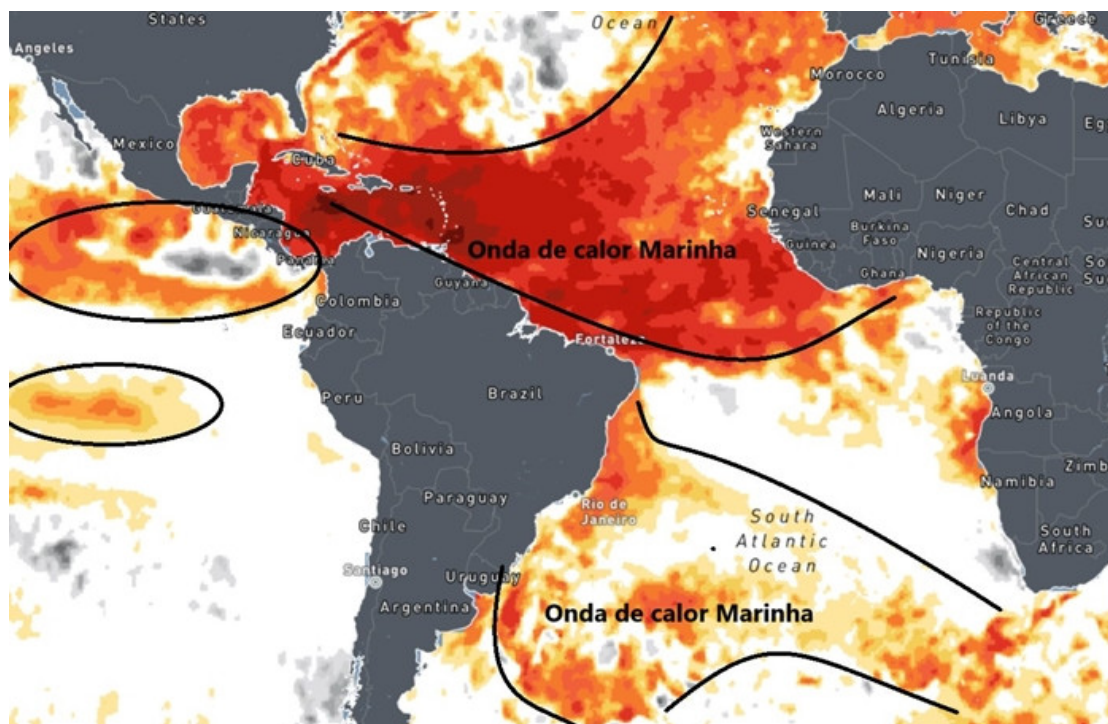 States
Ocean
Greece
Angeles
Morocco
Tunisia
Algeria
Libya
Eg
Mexico
Cuba
Western
Sahara
Mali
Niger
Chad
Senegal
Burkina
Faso
Nicaragua
Onda de calor Marinha
Guinea
Nigeria
Central
African
Republic
Ghana
Guyana
Colombia
Republic
of the
Congo
Ecuador
Fortaleza
Luanda
Peru
Brazil
Angola
Bolivia
Zimb
Namibia
Paraguay
Rio de
Janeiro
South
Atlantic
Ocean
Chile
South
Africa
Santiago
Uruguay
Argentina
Onda de calor Marinha